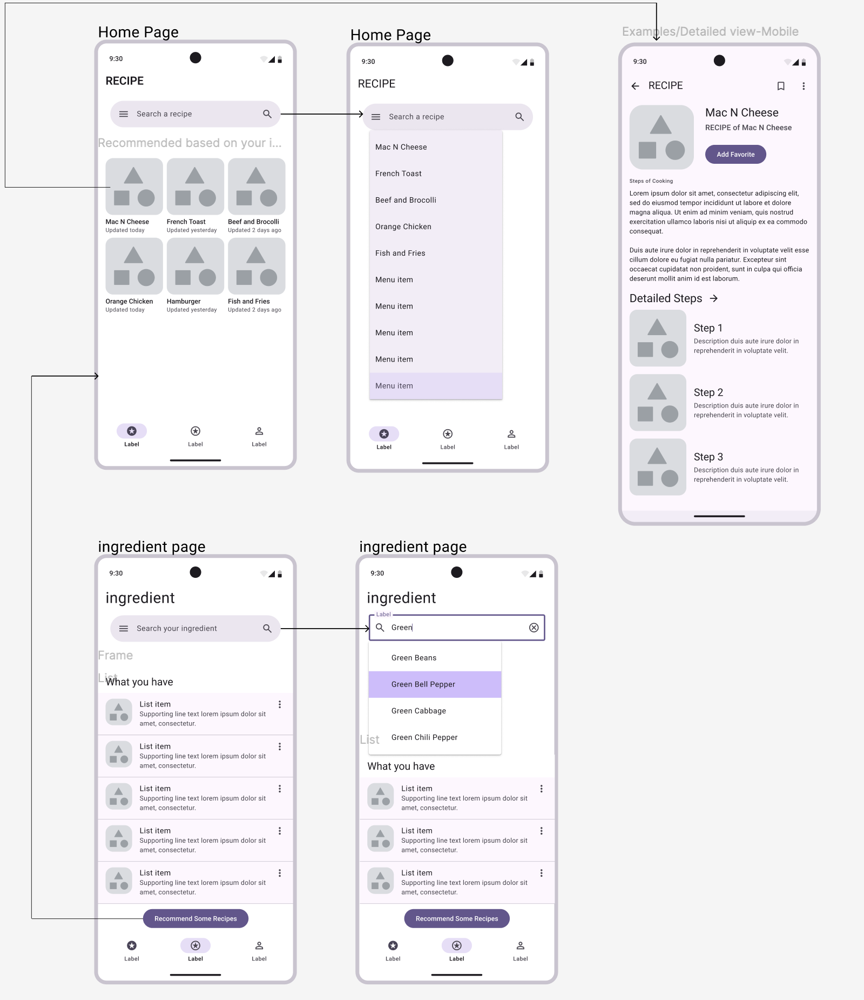 Home Page
9:30
RECIPE
Search a recipe
Recommended based on your i...
Mac N Cheese
Updated today
French Toast
Updated yesterday
Beef and Brocolli
Updated 2 days ago
Orange Chicken
Updated today
Hamburger
Updated yesterday
Fish and Fries
Updated 2 days ago
Label
Label
Label
Home Page
9:30
RECIPE
Search a recipe
Mac N Cheese
French Toast
Beef and Brocolli
Orange Chicken
Fish and Fries
Menu item
Menu item
Menu item
Menu item
Menu item
Label
Label
Label
Examples/Detailed view-Mobile
9:30
RECIPE
Mac N Cheese
RECIPE of Mac N Cheese
Add Favorite
Steps of Cooking
Lorem ipsum dolor sit amet, consectetur adipiscing elit,
sed do eiusmod tempor incididunt ut labore et dolore
magna aliqua. Ut enim ad minim veniam, quis nostrud
exercitation ullamco laboris nisi ut aliquip ex ea commodo
consequat.
Duis aute irure dolor in reprehenderit in voluptate velit esse
cillum dolore eu fugiat nulla pariatur. Excepteur sint
occaecat cupidatat non proident, sunt in culpa qui officia
deserunt mollit anim id est laborum.
Detailed Steps
Step 1
Description duis aute irure dolor in
reprehenderit in voluptate velit.
Step 2
Description duis aute irure dolor in
reprehenderit in voluptate velit.
Step 3
Description duis aute irure dolor in
reprehenderit in voluptate velit.
ingredient page
9:30
ingredient
Search your ingredient
Frame
List
What you have
List item
Supporting line text lorem ipsum dolor sit
amet, consectetur.
List item
Supporting line text lorem ipsum dolor sit
amet, consectetur.
List item
Supporting line text lorem ipsum dolor sit
amet, consectetur.
List item
Supporting line text lorem ipsum dolor sit
amet, consectetur.
List item
Supporting line text lorem ipsum dolor sit
amet, consectetur.
Recommend Some Recipes
Label
Label
Label
ingredient page
9:30
ingredient
Label
Green
Green Beans
Green Bell Pepper
Green Cabbage
Green Chili Pepper
List
What you have
List item
Supporting line text lorem ipsum dolor sit
amet, consectetur.
List item
Supporting line text lorem ipsum dolor sit
amet, consectetur.
List item
Supporting line text lorem ipsum dolor sit
amet, consectetur.
Recommend Some Recipes
Label
Label
Label